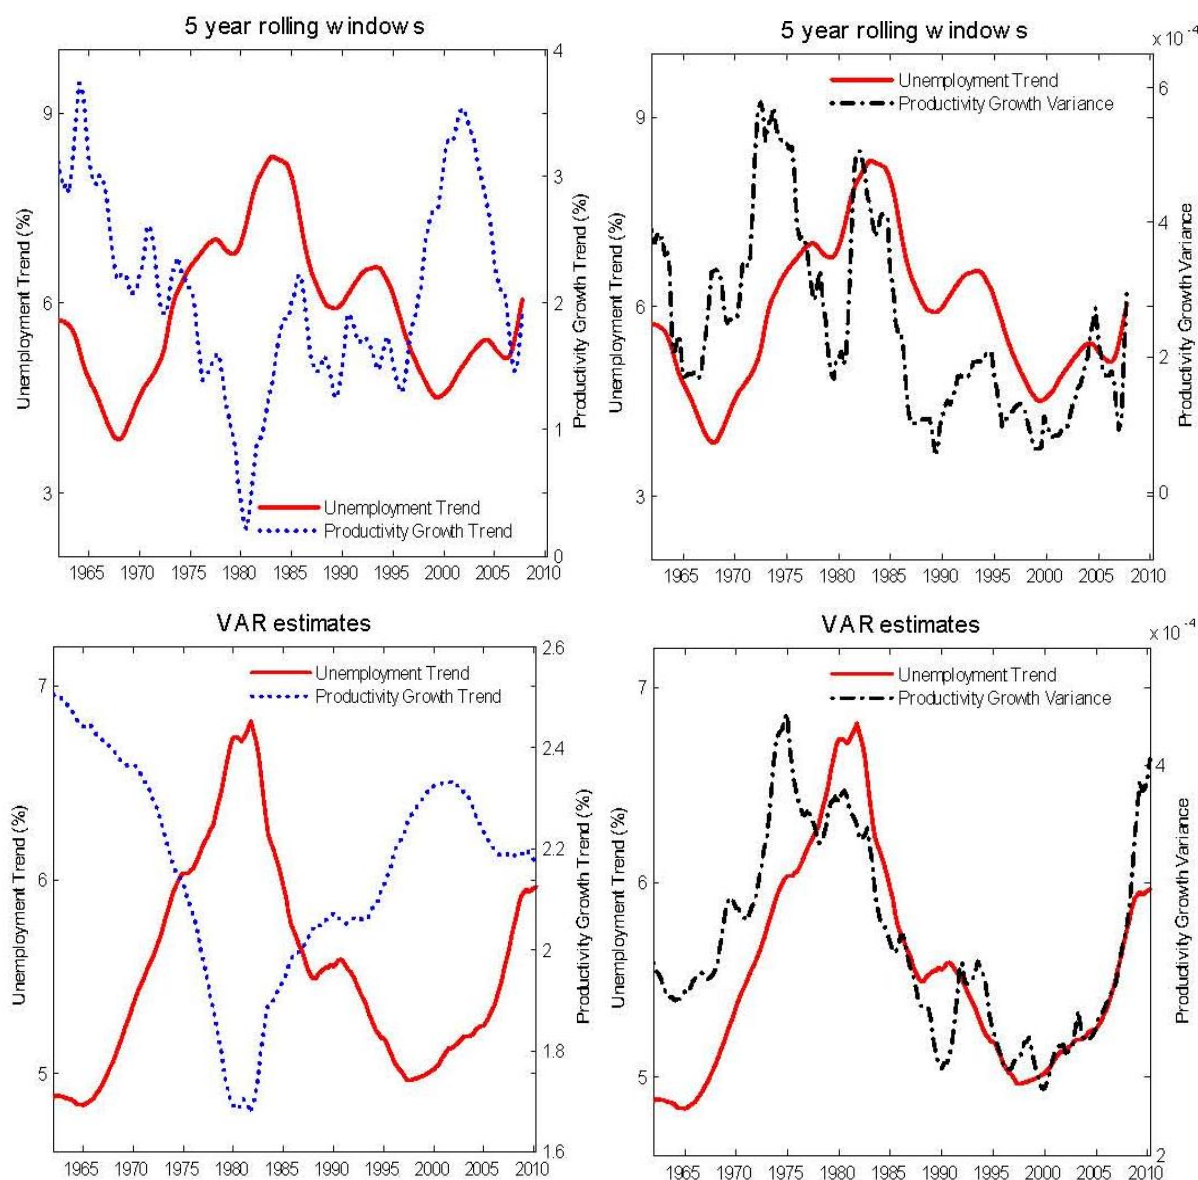 5 year rolling windows
4
9
3
6
2
3
1
0
Unemployment Trend (%)
Productivity Growth Trend (%)
Unemployment Trend
Productivity Growth Trend
1965 1970 1975 1980 1985 1990 1995 2000 2005 2010
5 year rolling windows
x 10-4
6
9
4
6
2
3
0
Unemployment Trend (%)
Productivity Growth Variance
Unemployment Trend
Productivity Growth Variance
1965 1970 1975 1980 1985 1990 1995 2000 2005 2010
VAR estimates
2.6
7
2.4
2.2
6
2
1.8
5
1.6
Unemployment Trend (%)
Productivity Growth Trend (%)
Unemployment Trend
Productivity Growth Trend
1965 1970 1975 1980 1985 1990 1995 2000 2005 2010
VAR estimates
x 10-4
7
4
6
5
2
Unemployment Trend (%)
Productivity Growth Variance
Unemployment Trend
Productivity Growth Variance
1965 1970 1975 1980 1985 1990 1995 2000 2005 2010